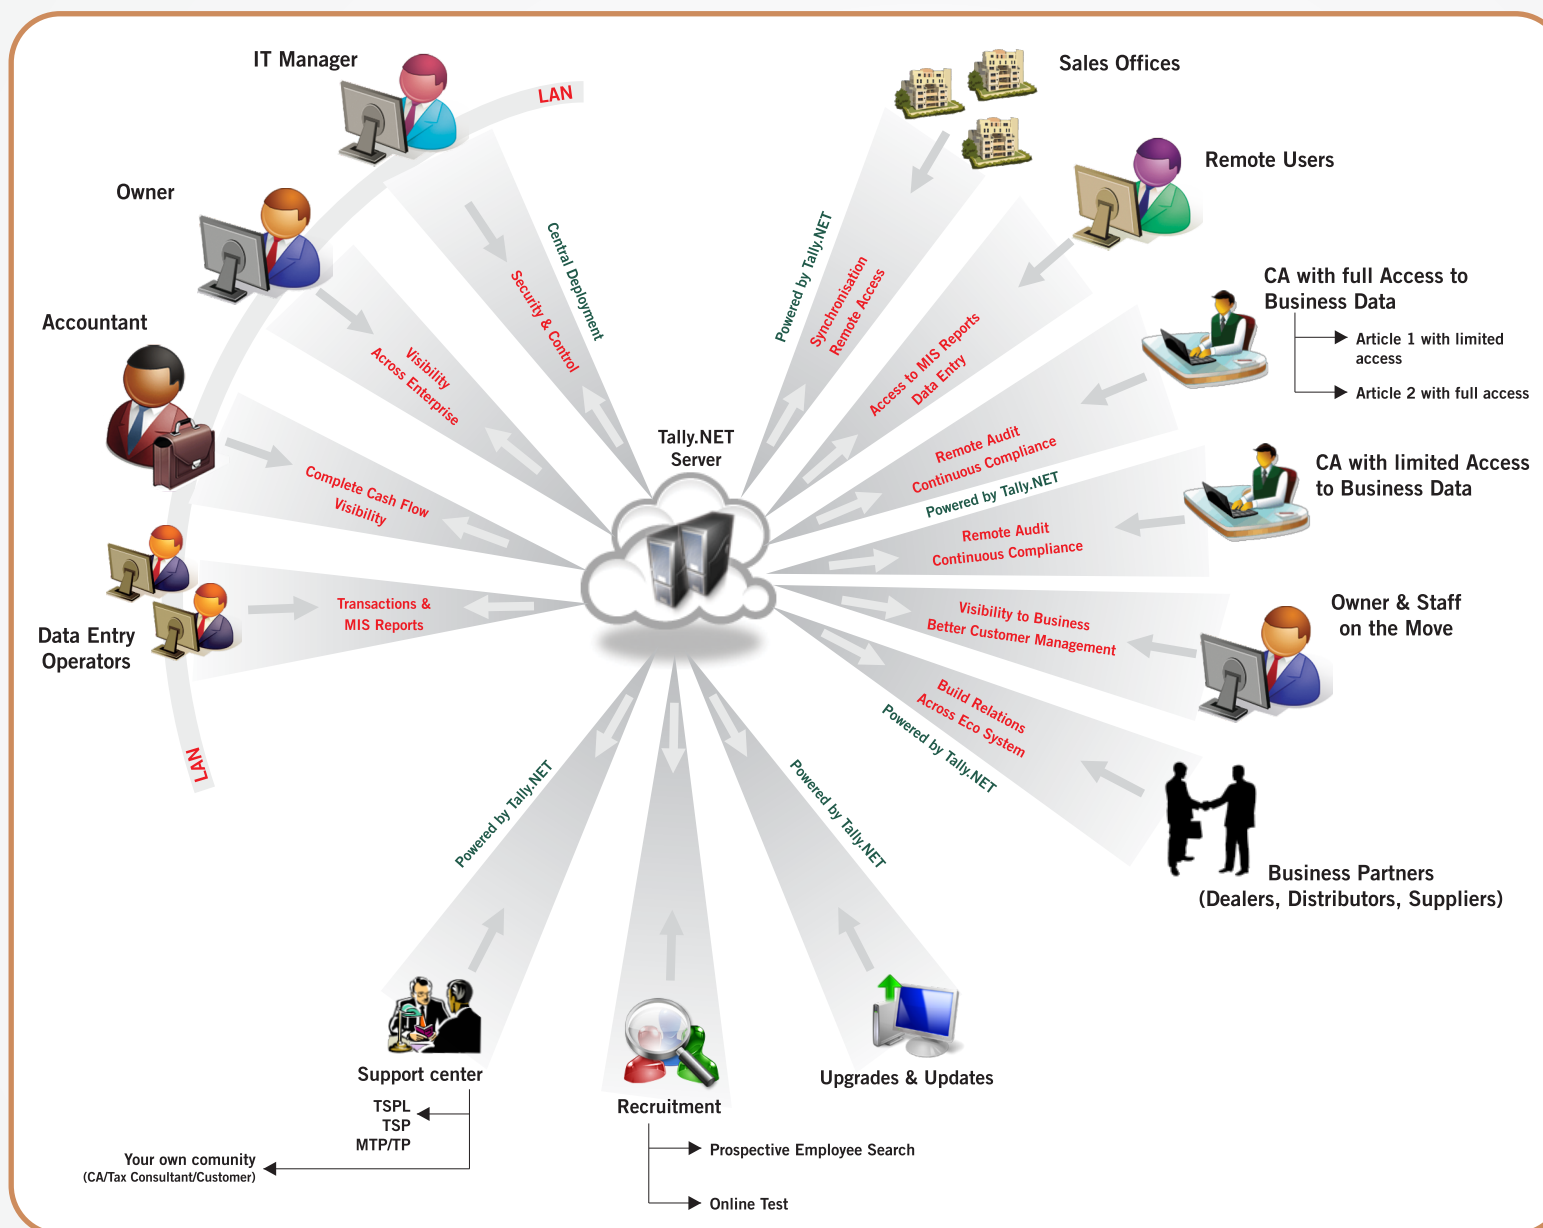 IT Manager
LAN
Sales Offices
Remote Users
Owner
CA with full Access to
Business Data
Article 1 with limited
access
Article 2 with full access
Accountant
Central Deployment
Security & Control
Visibility
Across Enterprise
Complete Cash Flow
Visibility
Transactions &
MIS Reports
Data Entry
Operators
LAN
Tally.NET
Server
Powered by Tally.NET
Synchronisation
Remote Access
Access to MIS Reports
Data Entry
Remote Audit
Continuous Compliance
Powered by Tally.NET
Remote Audit
Continuous Compliance
CA with limited Access
to Business Data
Visibility to Business
Better Customer Management
Owner & Staff
on the Move
Build Relations
Across Eco System
Powered by Tally.NET
Business Partners
(Dealers, Distributors, Suppliers)
Powered by Tally.NET
Powered by Tally.NET
Support center
TSPL
TSP
MTP/TP
Your own comunity
(CA/Tax Consultant/Customer)
Recruitment
Prospective Employee Search
Online Test
Upgrades & Updates